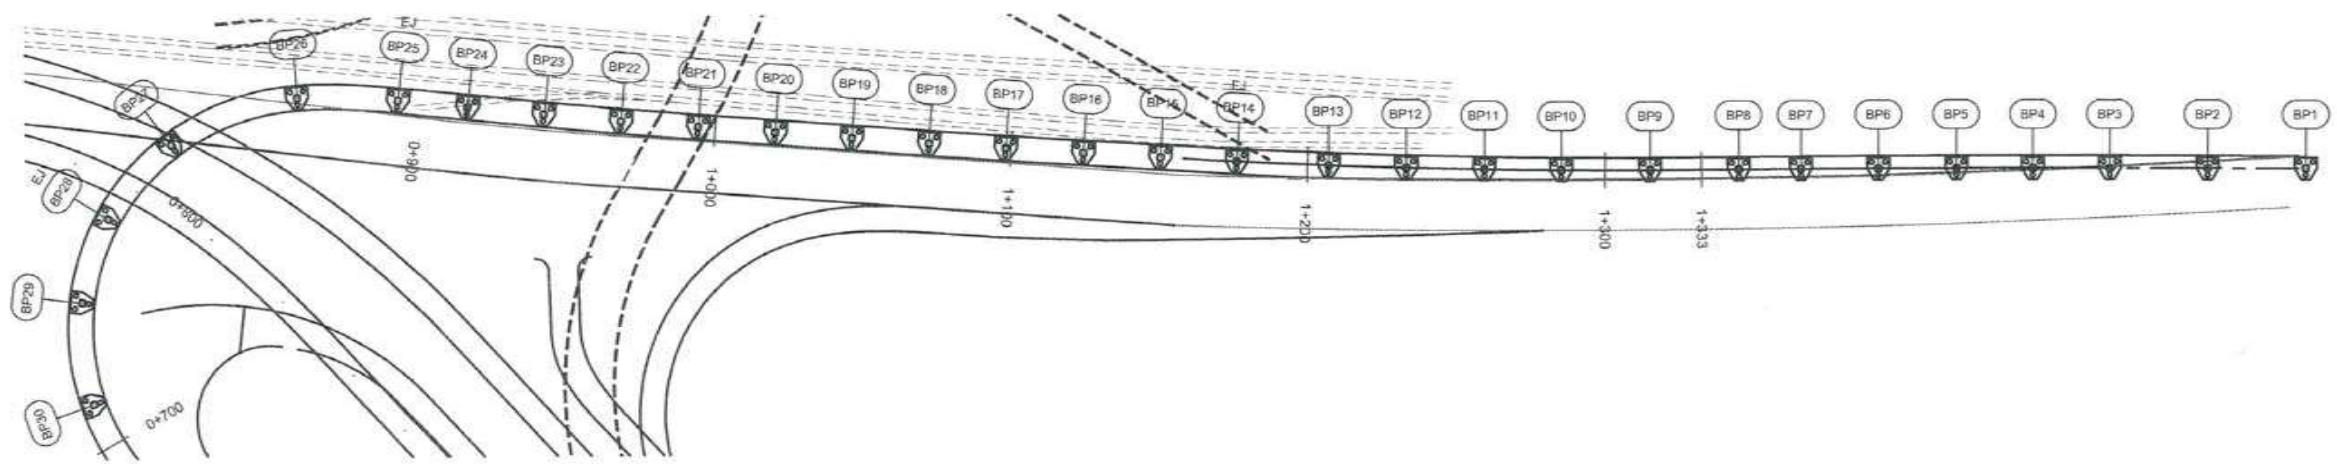 EJ
BP26
BP25
BP24
BP23
BP22
BP21
BP20
BP19
BP18
BP17
BP16
BP15
EJ
BP14
BP13
BP12
BP11
BP10
BP9
BP8
BP7
BP6
BP5
BP4
BP3
BP2
BP1
BP27
EJ
BP28
BP29
BP30
0+700
0+800
0+900
1+000
1+100
1+200
1+300
1+333